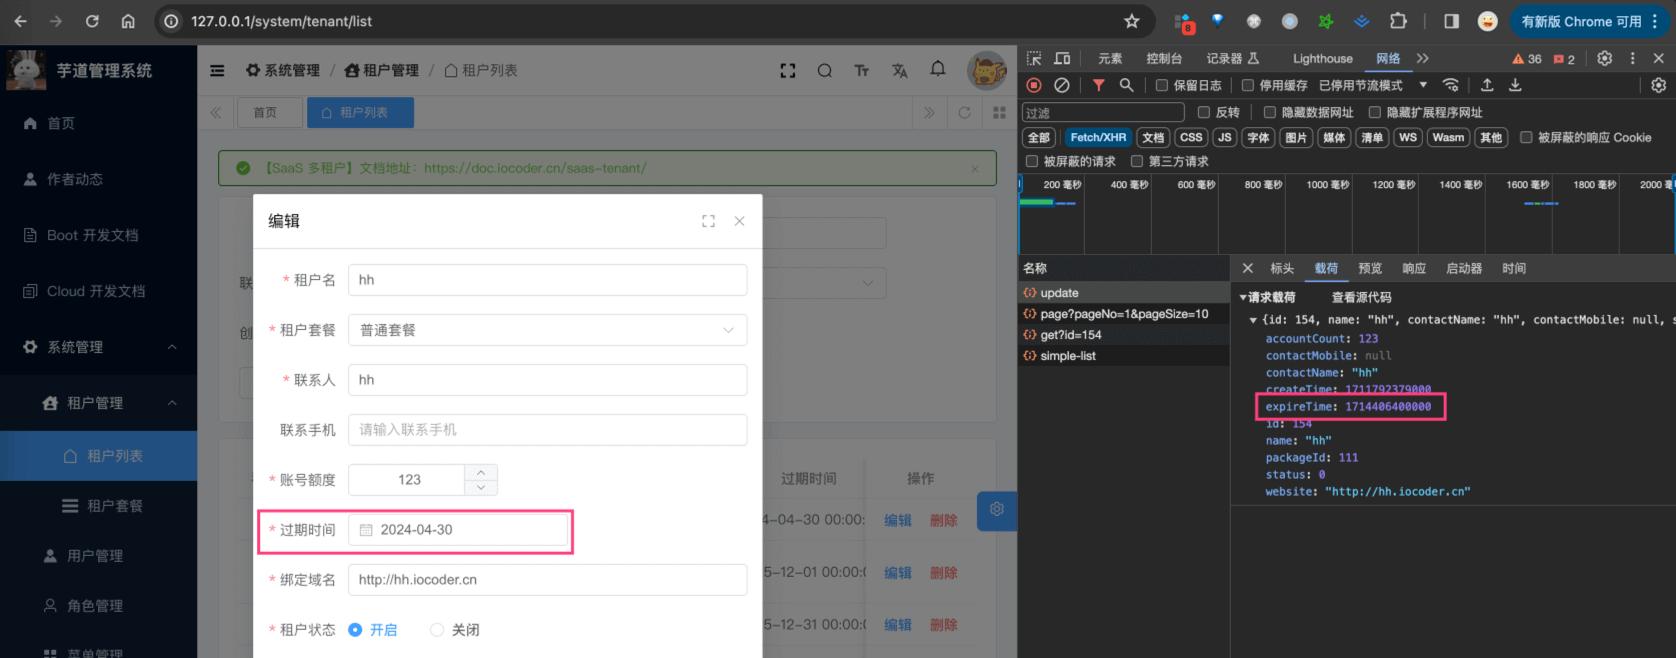 127.0.0.1/system/tenant/list
8
有新版 Chrome 可用
芋道管理系统
首页
作者动态
Boot 开发文档
Cloud 开发文档
系统管理
租户管理
租户列表
租户套餐
用户管理
角色管理
菜单管理
系统管理 / 租户管理 / 租户列表
首页
租户列表
【SaaS 多租户】文档地址：https://doc.iocoder.cn/saas-tenant/
联
创
编辑
* 租户名 hh
* 租户套餐 普通套餐
* 联系人 hh
联系手机 请输入联系手机
* 账号额度 123
* 过期时间 2024-04-30
* 绑定域名 http://hh.iocoder.cn
* 租户状态 开启 关闭
过期时间 操作
4-04-30 00:00: 编辑 删除
5-12-01 00:00:0 编辑 删除
5-12-31 00:00:0 编辑 删除
元素 控制台 记录器 Lighthouse 网络 36 2
保留日志 停用缓存 已停用节流模式
过滤 反转 隐藏数据网址 隐藏扩展程序网址
全部 Fetch/XHR 文档 CSS JS 字体 图片 媒体 清单 WS Wasm 其他 被屏蔽的响应 Cookie
被屏蔽的请求 第三方请求
200 毫秒 400 毫秒 600 毫秒 800 毫秒 1000 毫秒 1200 毫秒 1400 毫秒 1600 毫秒 1800 毫秒 2000 毫
名称
update
page?pageNo=1&pageSize=10
get?id=154
simple-list
标头 载荷 预览 响应 启动器 时间
请求载荷 查看源代码
{id: 154, name: "hh", contactName: "hh", contactMobile: null, s
accountCount: 123
contactMobile: null
contactName: "hh"
createTime: 1711792379000
expireTime: 1714406400000
id: 154
name: "hh"
packageId: 111
status: 0
website: "http://hh.iocoder.cn"